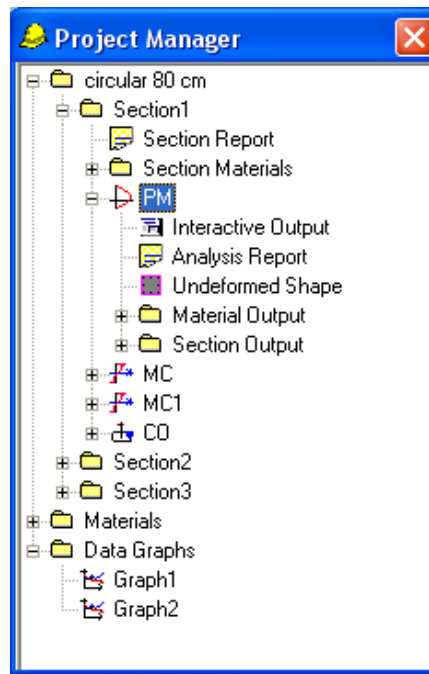 Project Manager
circular 80 cm
Section1
Section Report
Section Materials
PM
Interactive Output
Analysis Report
Undeformed Shape
Material Output
Section Output
MC
MC1
CO
Section2
Section3
Materials
Data Graphs
Graph1
Graph2